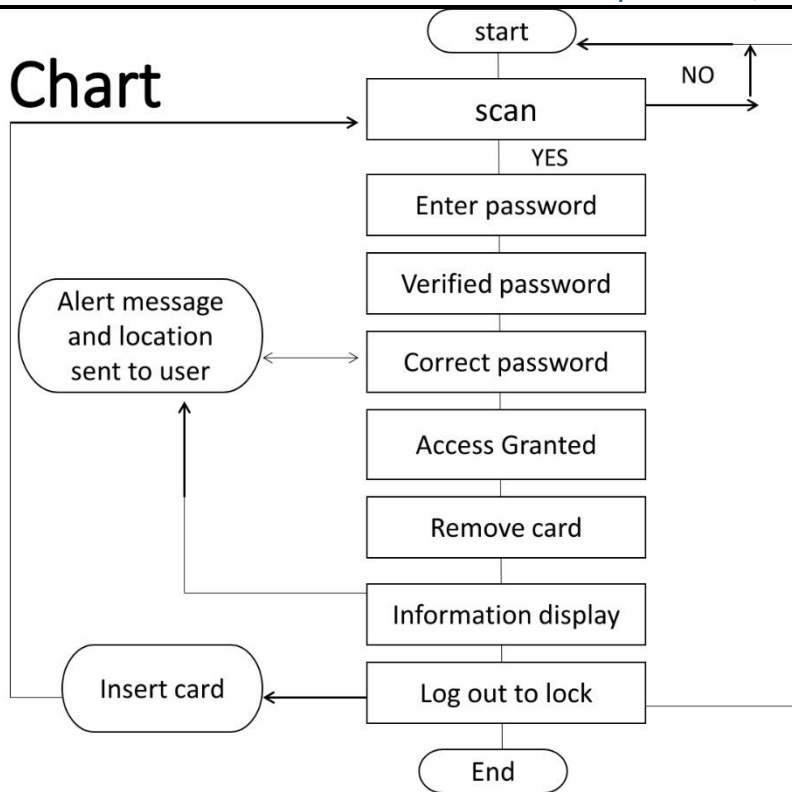 start
Chart
NO
scan
YES
Enter password
Verified password
Alert message
and location
sent to user
Correct password
Access Granted
Remove card
Information display
Insert card
Log out to lock
End